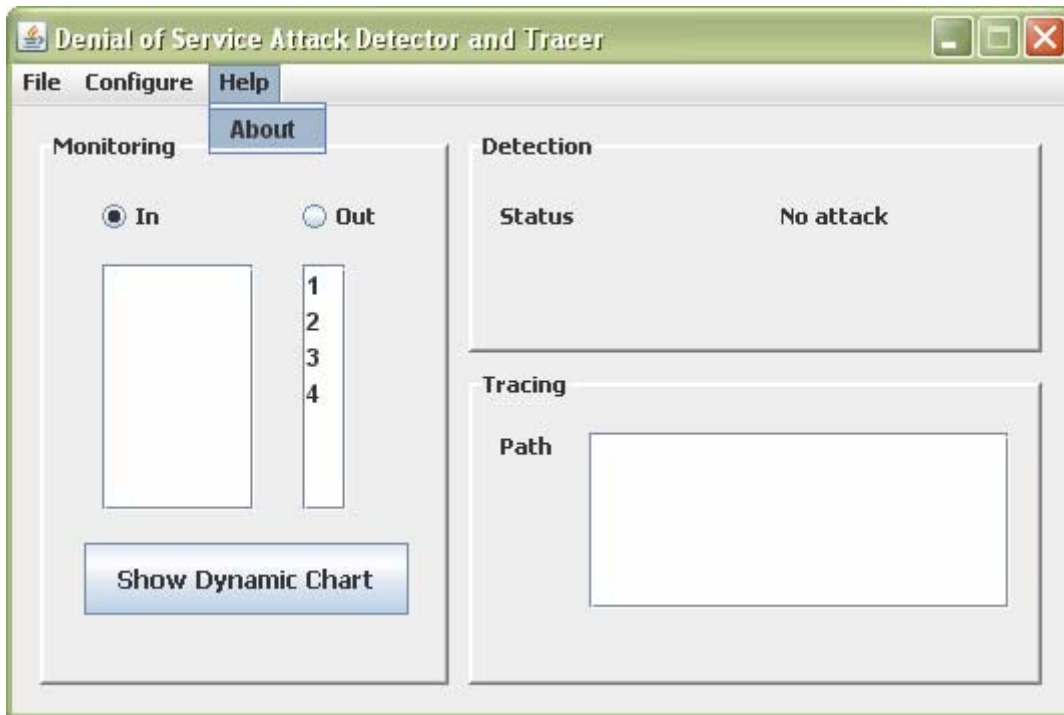 Denial of Service Attack Detector and Tracer
File Configure Help
About
Monitoring
In Out
1
2
3
4
Show Dynamic Chart
Detection
Status No attack
Tracing
Path